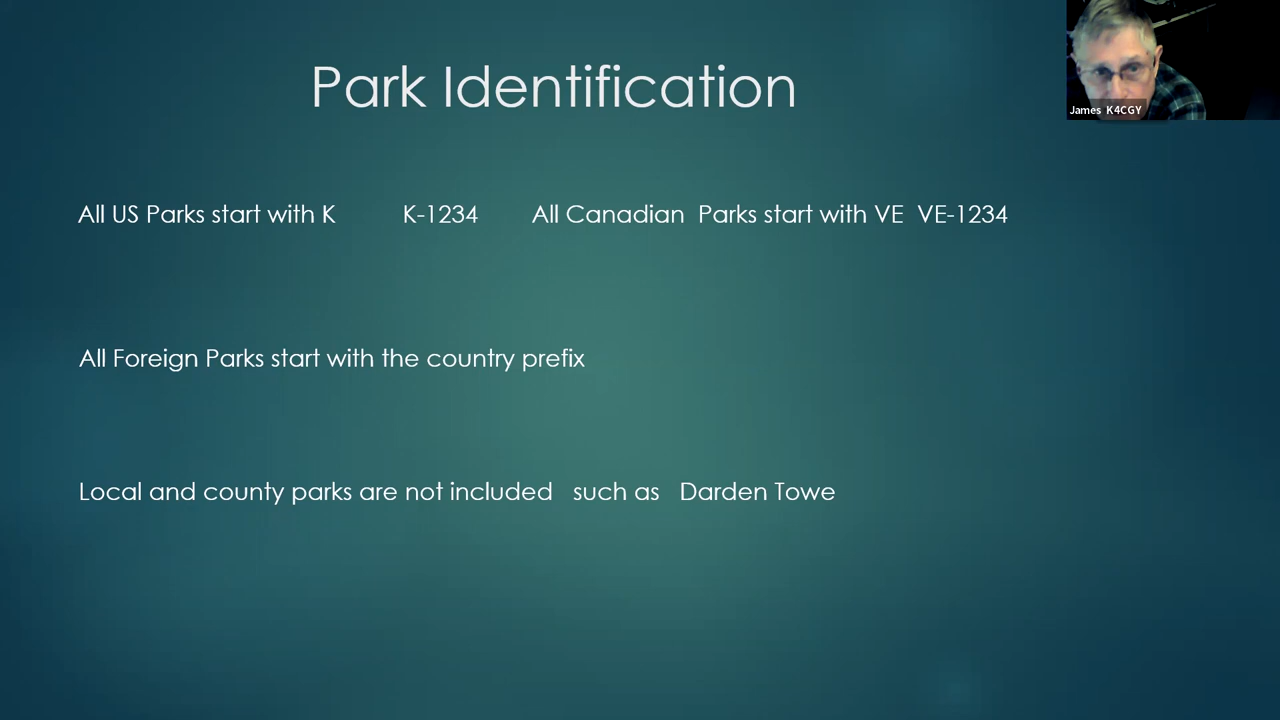 Park Identification
James K4CGY
All US Parks start with K K-1234 All Canadian Parks start with VE VE-1234
All Foreign Parks start with the country prefix
Local and county parks are not included such as Darden Towe